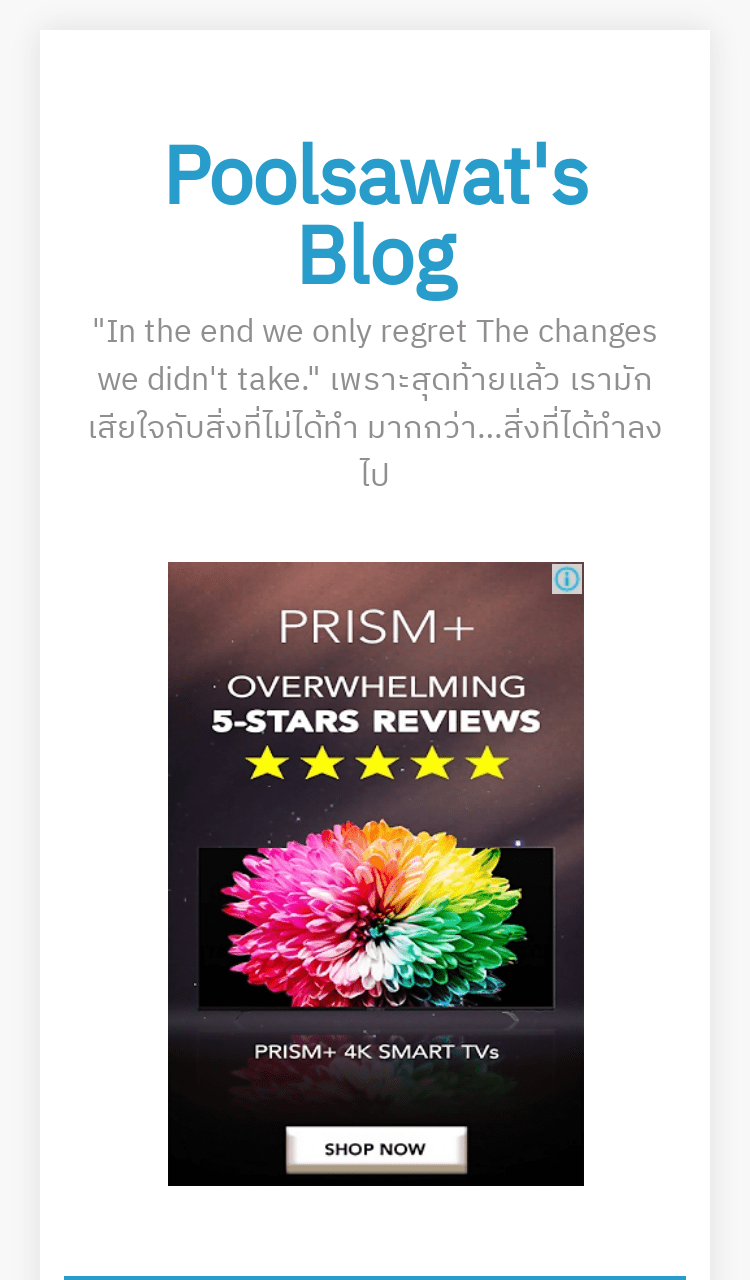 Poolsawat's
Blog
"In the end we only regret The changes
we didn't take." เพราะสุดท้ายแล้ว เรามัก
เสียใจกับสิ่งที่ไม่ได้ทำ มากกว่า...สิ่งที่ได้ทำลง
ไป
PRISM+
OVERWHELMING
5-STARS REVIEWS
PRISM+ 4K SMART TVs
SHOP NOW